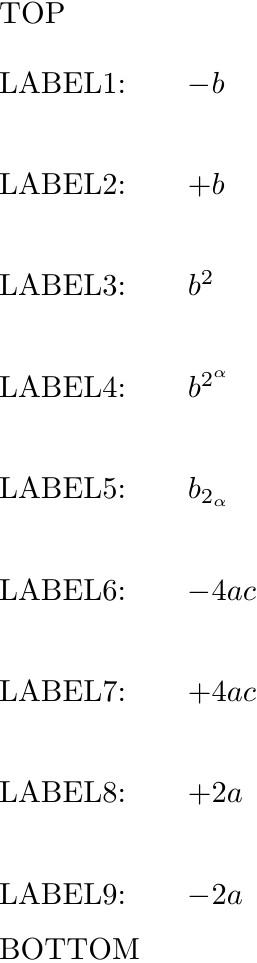 TOP
LABEL1: −b
LABEL2: +b
LABEL3: b²
LABEL4: b^{2^α}
LABEL5: b_{2_α}
LABEL6: −4ac
LABEL7: +4ac
LABEL8: +2a
LABEL9: −2a
BOTTOM